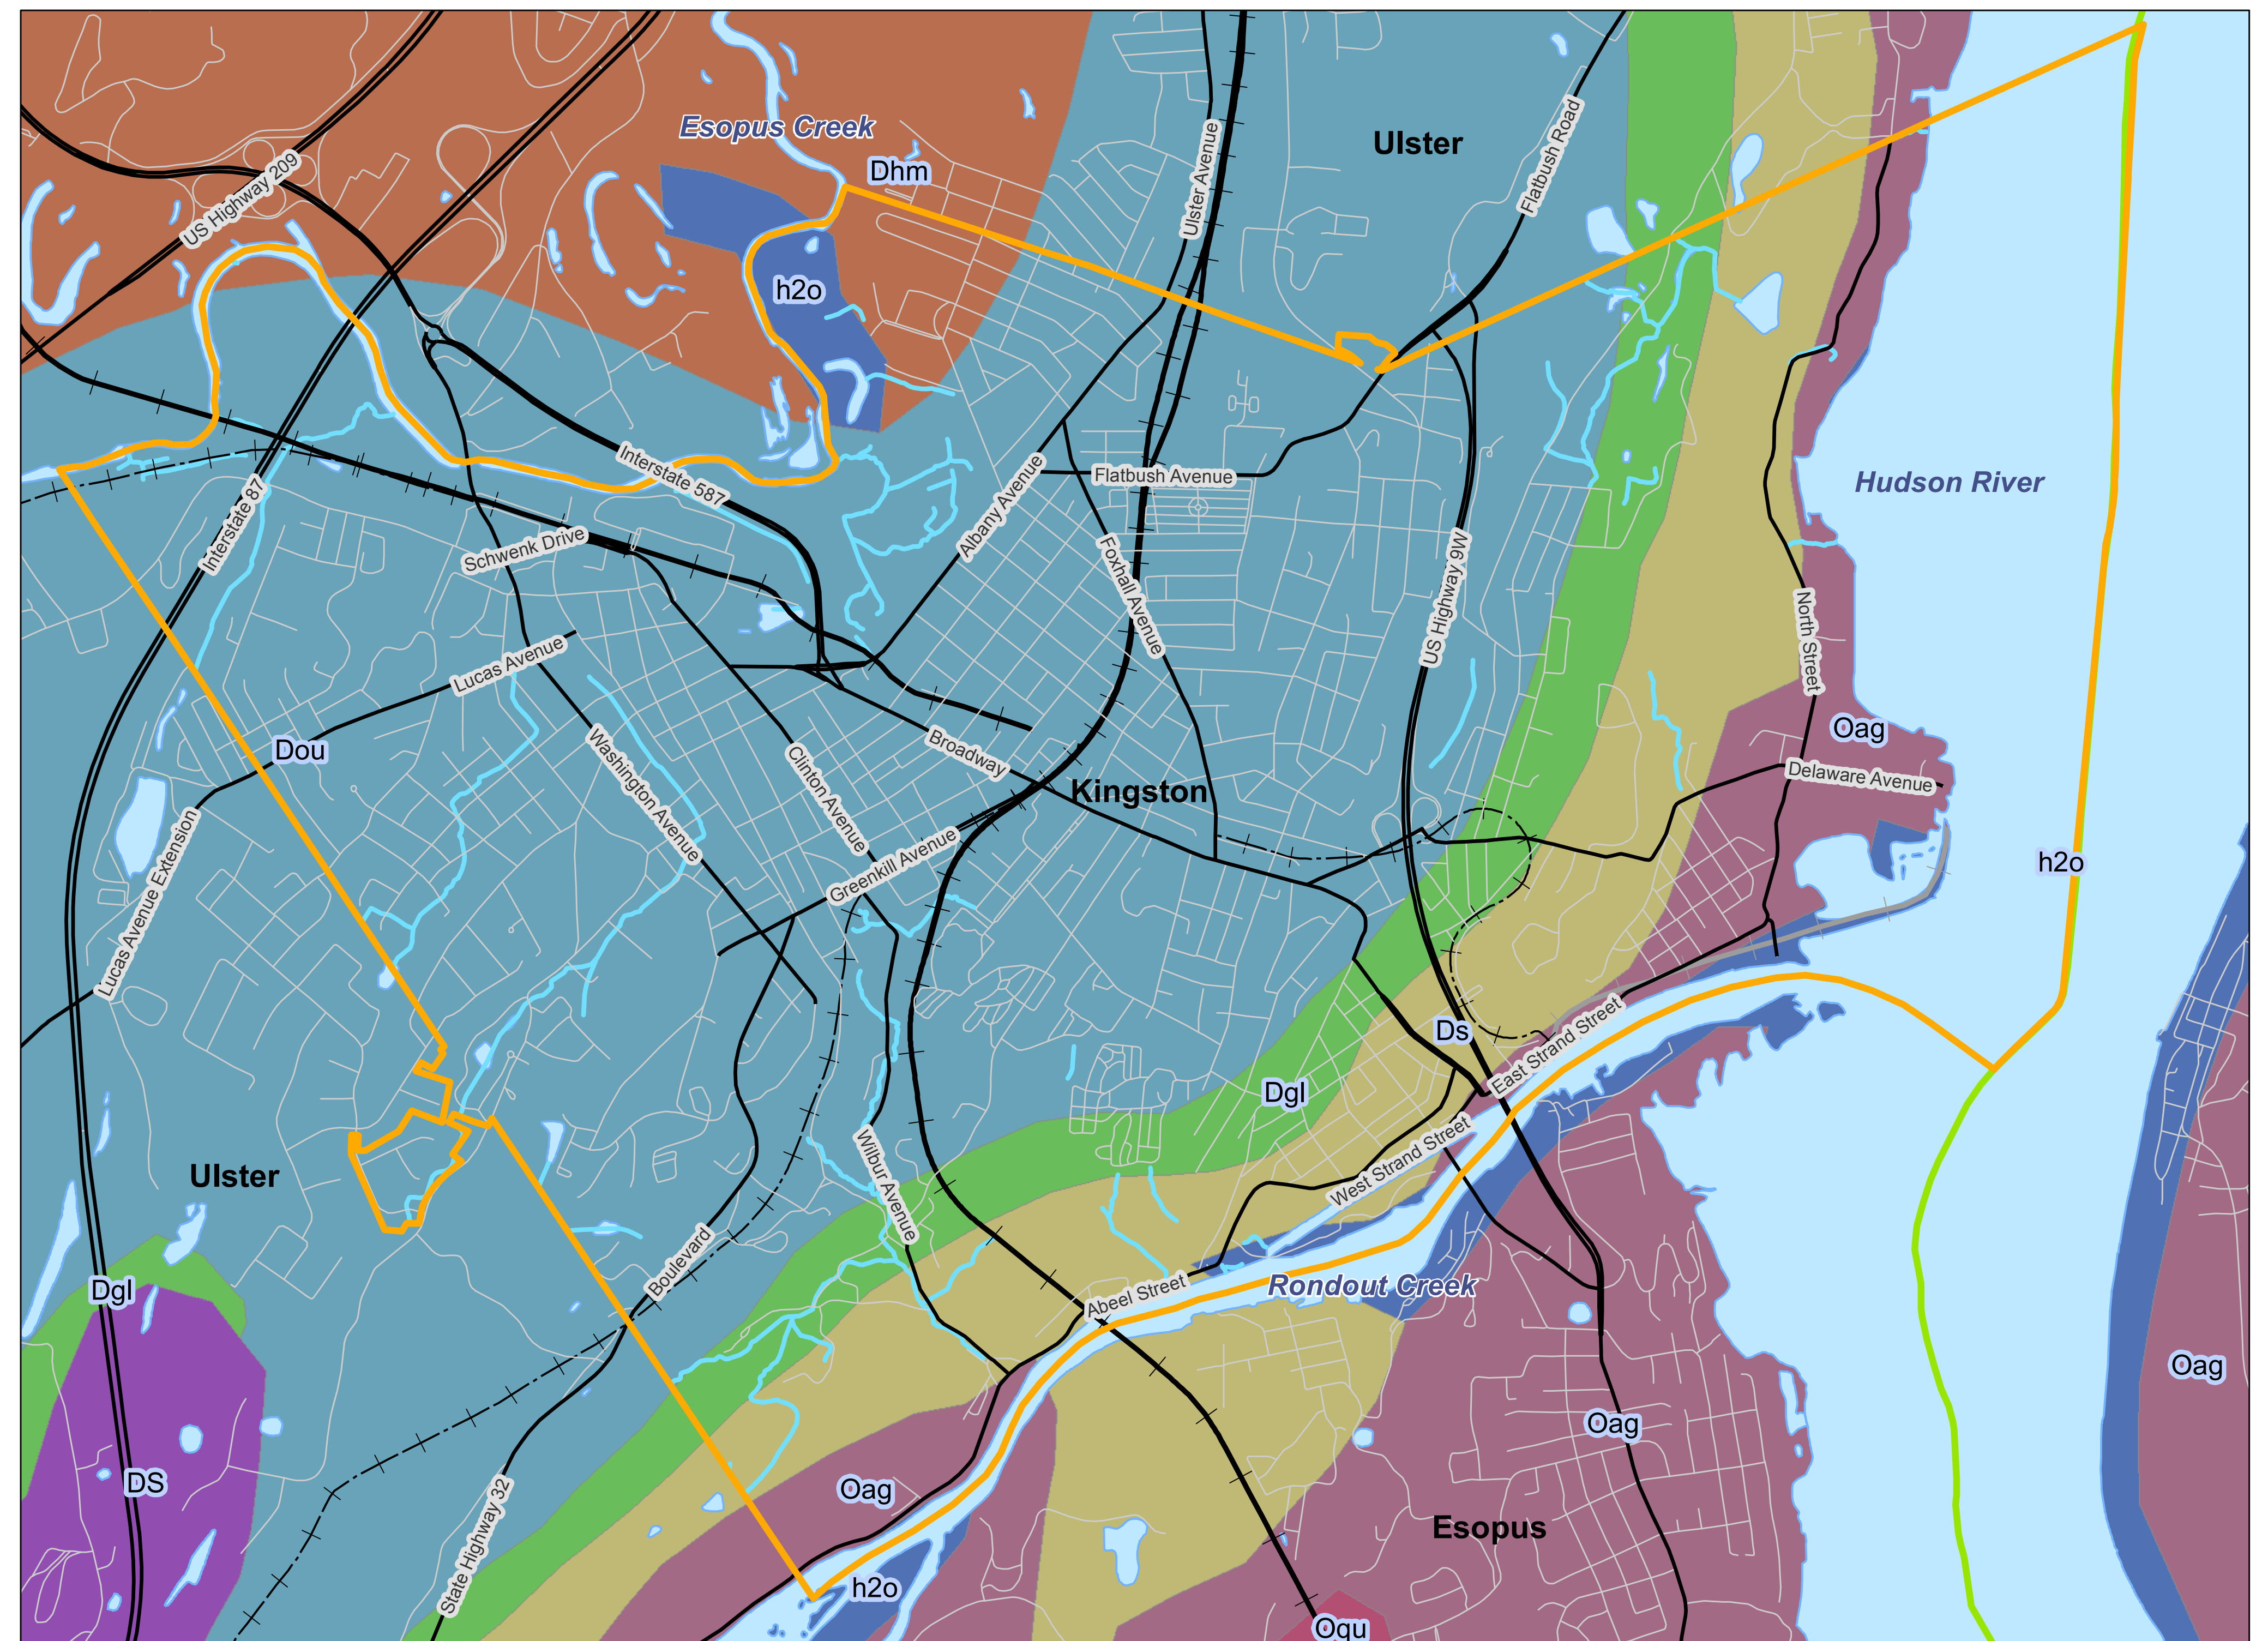 Esopus Creek
Dhm
Ulster
Flatbush Road
Ulster Avenue
US Highway 209
h2o
Interstate 587
Flatbush Avenue
Albany Avenue
Hudson River
Interstate 87
Schwenk Drive
Foxhall Avenue
US Highway 9W
North Street
Lucas Avenue
Dou
Washington Avenue
Clinton Avenue
Broadway
Kingston
Oag
Delaware Avenue
Lucas Avenue Extension
Greenkill Avenue
h2o
Ds
East Strand Street
Dgl
Ulster
Wilbur Avenue
West Strand Street
Boulevard
Dgl
Abeel Street
Rondout Creek
Oag
Oag
DS
Oag
State Highway 32
Esopus
h2o
Oqu